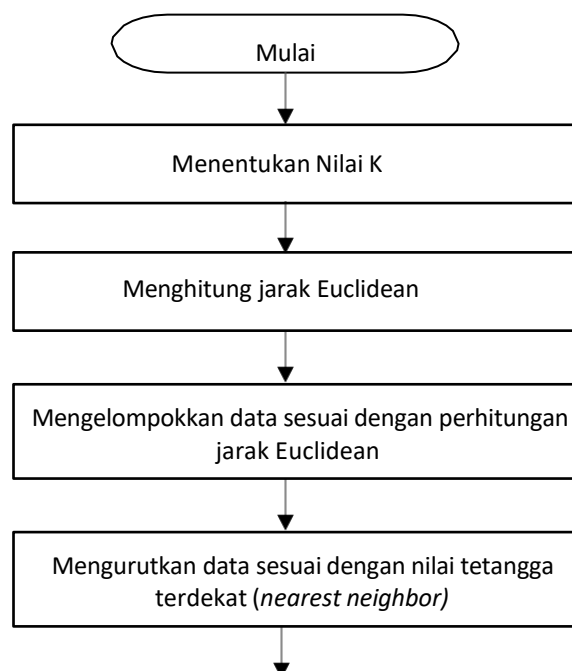 Mulai
Menentukan Nilai K
Menghitung jarak Euclidean
Mengelompokkan data sesuai dengan perhitungan
jarak Euclidean
Mengurutkan data sesuai dengan nilai tetangga
terdekat (nearest neighbor)